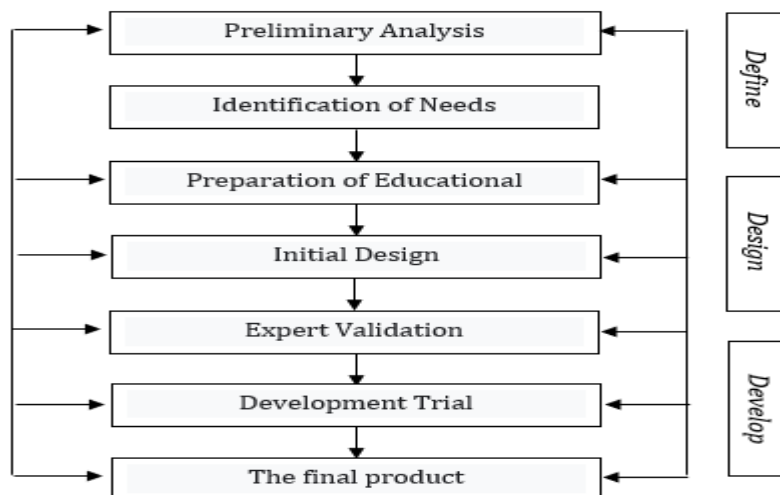 Preliminary Analysis
Define
Identification of Needs
Preparation of Educational
Design
Initial Design
Expert Validation
Develop
Development Trial
The final product